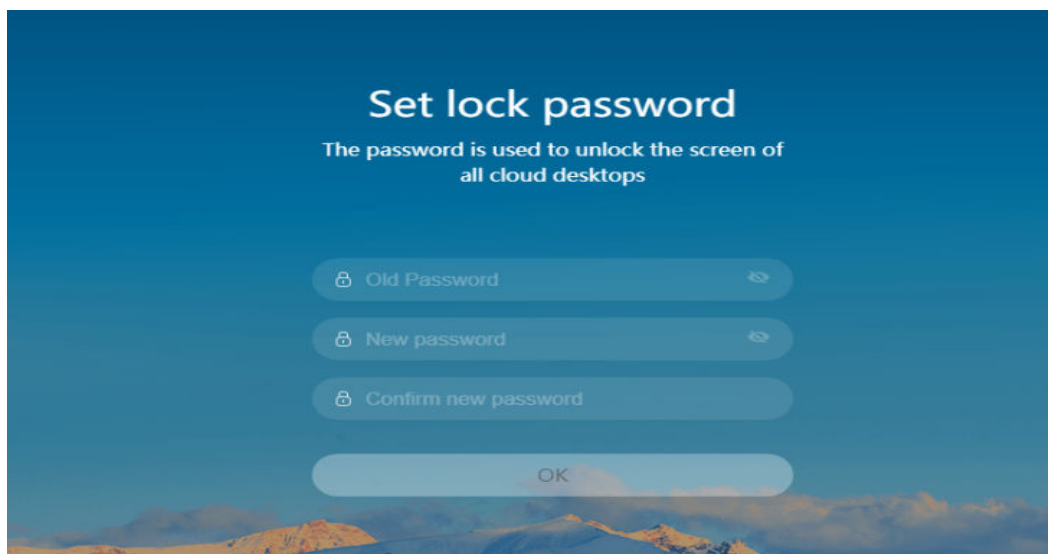 Set lock password
The password is used to unlock the screen of
all cloud desktops
Old Password
New password
Confirm new password
OK